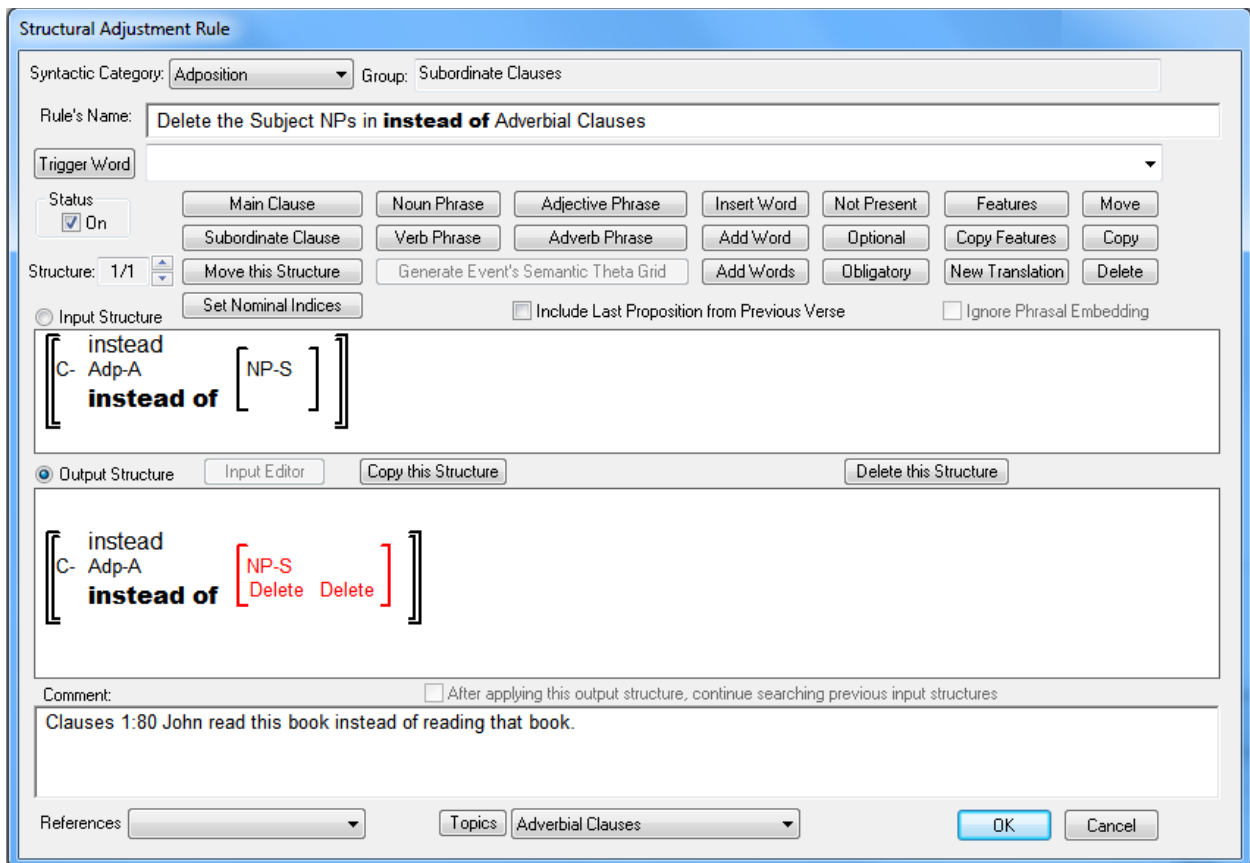 Structural Adjustment Rule
Syntactic Category: Adposition Group: Subordinate Clauses
Rule's Name: Delete the Subject NPs in instead of Adverbial Clauses
Trigger Word
Status Main Clause Noun Phrase Adjective Phrase Insert Word Not Present Features Move
On Subordinate Clause Verb Phrase Adverb Phrase Add Word Optional Copy Features Copy
Structure: 1/1 Move this Structure Generate Event's Semantic Theta Grid Add Words Obligatory New Translation Delete
Set Nominal Indices
Input Structure Include Last Proposition from Previous Verse Ignore Phrasal Embedding
instead
C- Adp-A NP-S
instead of
Output Structure Input Editor Copy this Structure Delete this Structure
instead
C- Adp-A NP-S
instead of Delete Delete
Comment: After applying this output structure, continue searching previous input structures
Clauses 1:80 John read this book instead of reading that book.
References Topics Adverbial Clauses OK Cancel